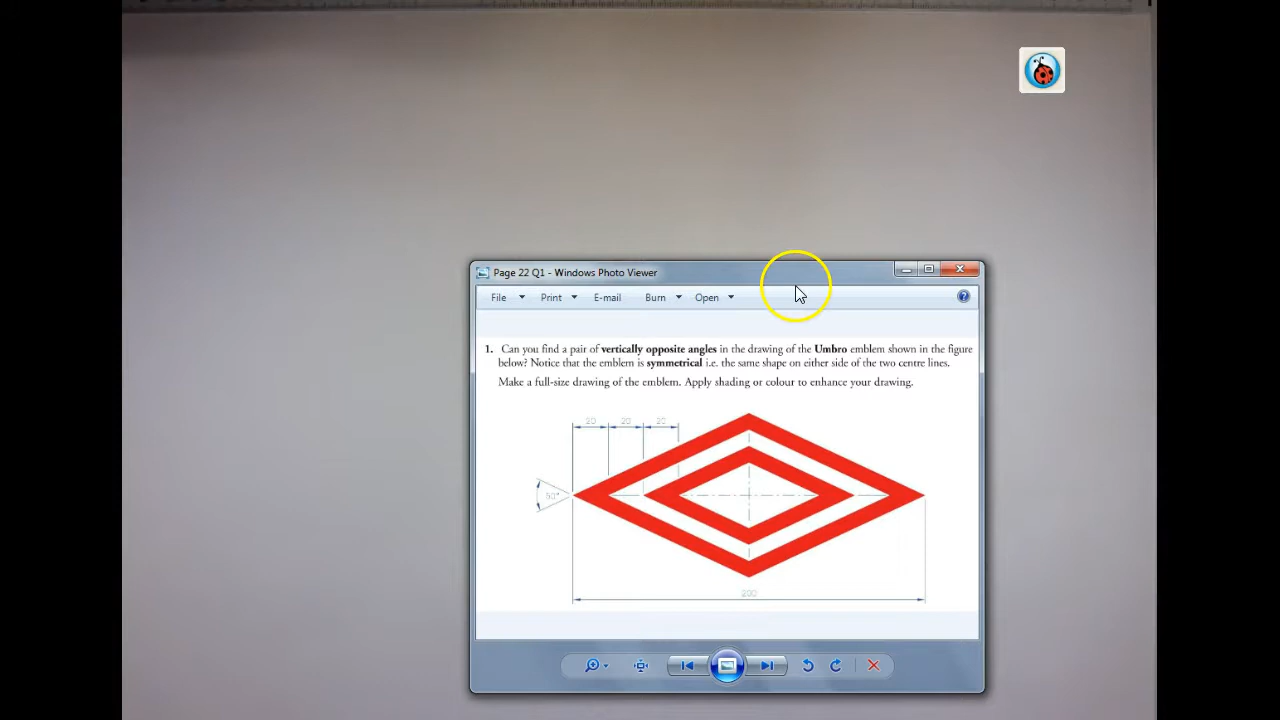 Page 22 Q1 - Windows Photo Viewer
File Print E-mail Burn Open
1. Can you find a pair of vertically opposite angles in the drawing of the Umbro emblem shown in the figure
below? Notice that the emblem is symmetrical i.e. the same shape on either side of the two centre lines.
Make a full-size drawing of the emblem. Apply shading or colour to enhance your drawing.
20 20 20
50°
200